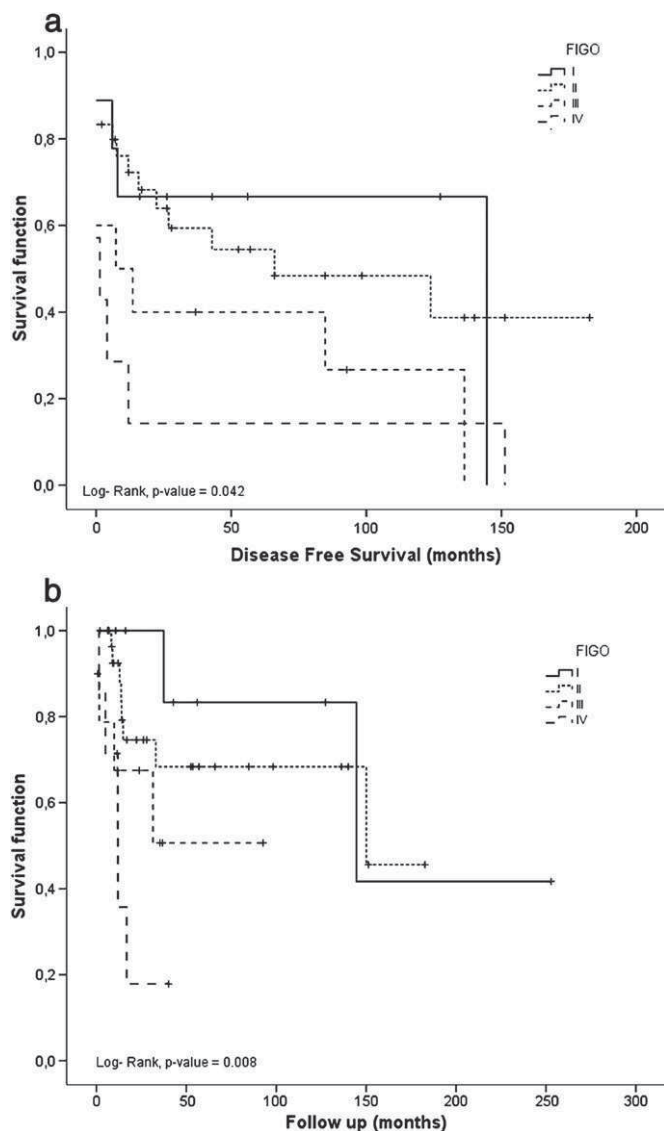 a
FIGO
I
II
III
IV
1,0
0,8
0,6
0,4
0,2
0,0
Survival function
Log- Rank, p-value = 0.042
0 50 100 150 200
Disease Free Survival (months)
b
FIGO
I
II
III
IV
1,0
0,8
0,6
0,4
0,2
0,0
Survival function
Log- Rank, p-value = 0.008
0 50 100 150 200 250 300
Follow up (months)